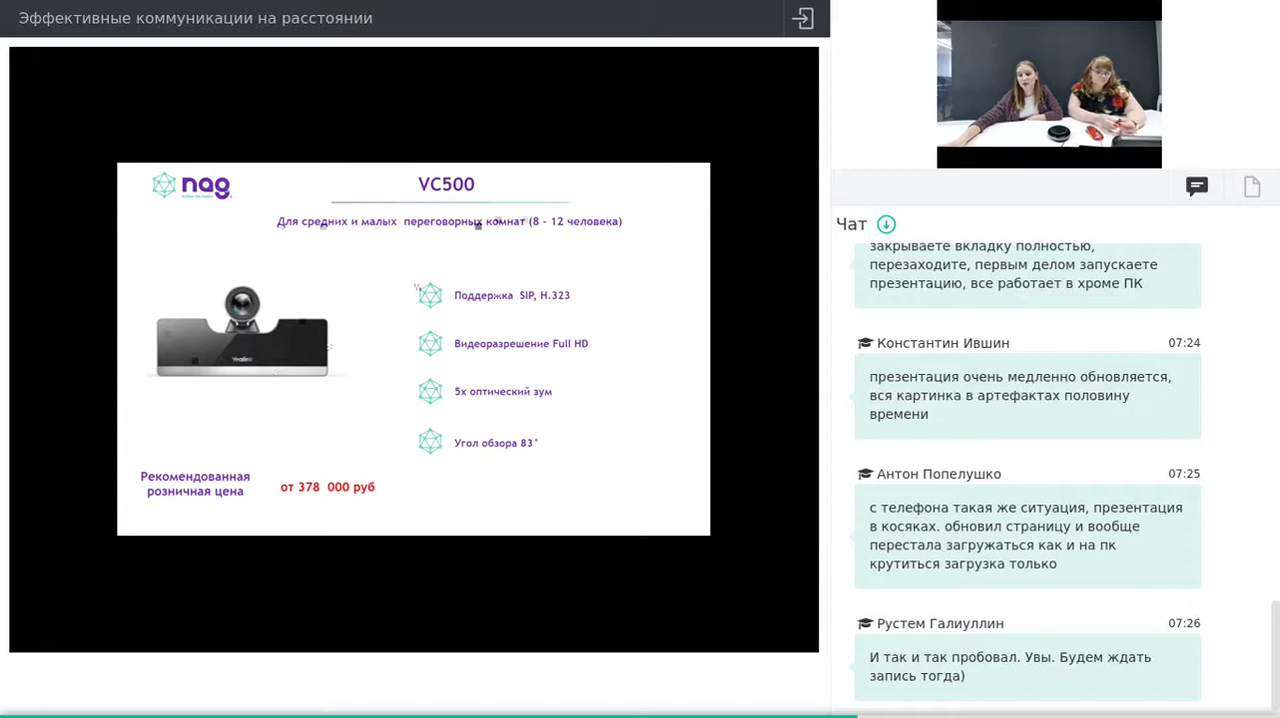 Эффективные коммуникации на расстоянии
nag
VC500
Для средних и малых переговорных комнат (8 - 12 человека)
Поддержка SIP, H.323
Видеоразрешение Full HD
5x оптический зум
Угол обзора 83°
Yealink
Рекомендованная
розничная цена
от 378 000 руб
Чат
закрываете вкладку полностью,
перезаходите, первым делом запускаете
презентацию, все работает в хроме ПК
Константин Ившин 07:24
презентация очень медленно обновляется,
вся картинка в артефактах половину
времени
Антон Попелушко 07:25
с телефона такая же ситуация, презентация
в косяках. обновил страницу и вообще
перестала загружаться как и на пк
крутиться загрузка только
Рустем Галиуллин 07:26
И так и так пробовал. Увы. Будем ждать
запись тогда)